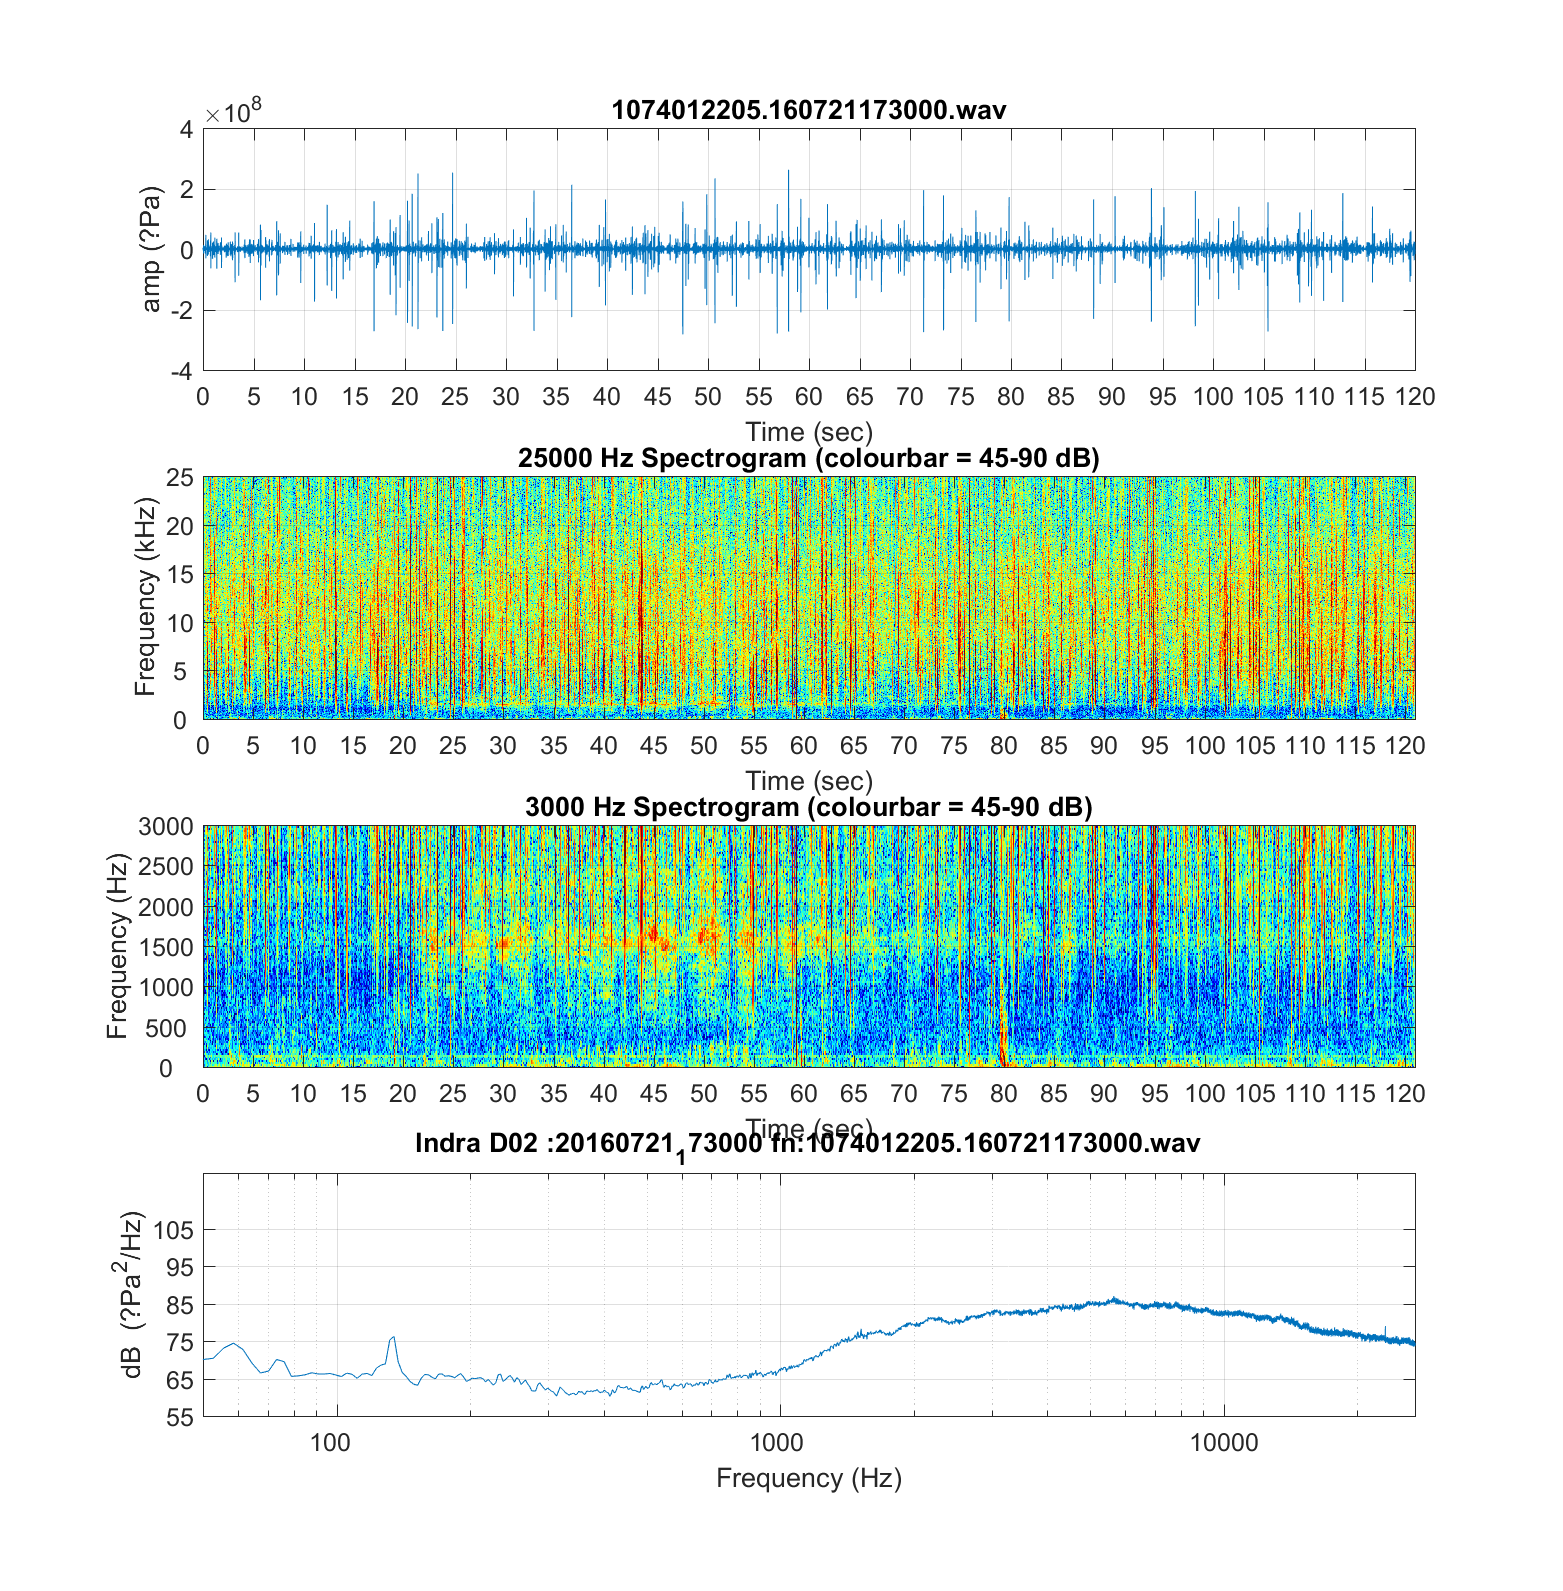 ×10⁸
1074012205.160721173000.wav
4
2
0
-2
-4
amp (?Pa)
0 5 10 15 20 25 30 35 40 45 50 55 60 65 70 75 80 85 90 95 100 105 110 115 120
Time (sec)
25000 Hz Spectrogram (colourbar = 45-90 dB)
25
20
15
10
5
0
Frequency (kHz)
0 5 10 15 20 25 30 35 40 45 50 55 60 65 70 75 80 85 90 95 100 105 110 115 120
Time (sec)
3000 Hz Spectrogram (colourbar = 45-90 dB)
3000
2500
2000
1500
1000
500
0
Frequency (Hz)
0 5 10 15 20 25 30 35 40 45 50 55 60 65 70 75 80 85 90 95 100 105 110 115 120
Time (sec)
Indra D02 :20160721₁73000 fn:1074012205.160721173000.wav
105
95
85
75
65
55
dB (?Pa²/Hz)
100 1000 10000
Frequency (Hz)